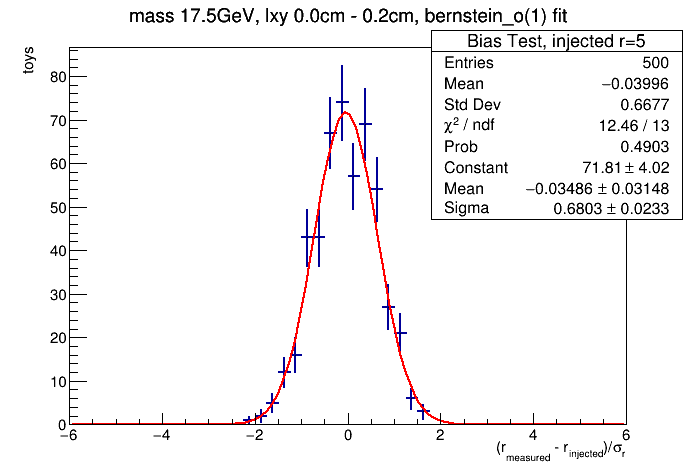 mass 17.5GeV, lxy 0.0cm - 0.2cm, bernstein_o(1) fit
Bias Test, injected r=5
Entries 500
Mean −0.03996
Std Dev 0.6677
χ² / ndf 12.46 / 13
Prob 0.4903
Constant 71.81 ± 4.02
Mean −0.03486 ± 0.03148
Sigma 0.6803 ± 0.0233
toys
80
70
60
50
40
30
20
10
0
−6 −4 −2 0 2 4 6
(r_measured - r_injected)/σ_r